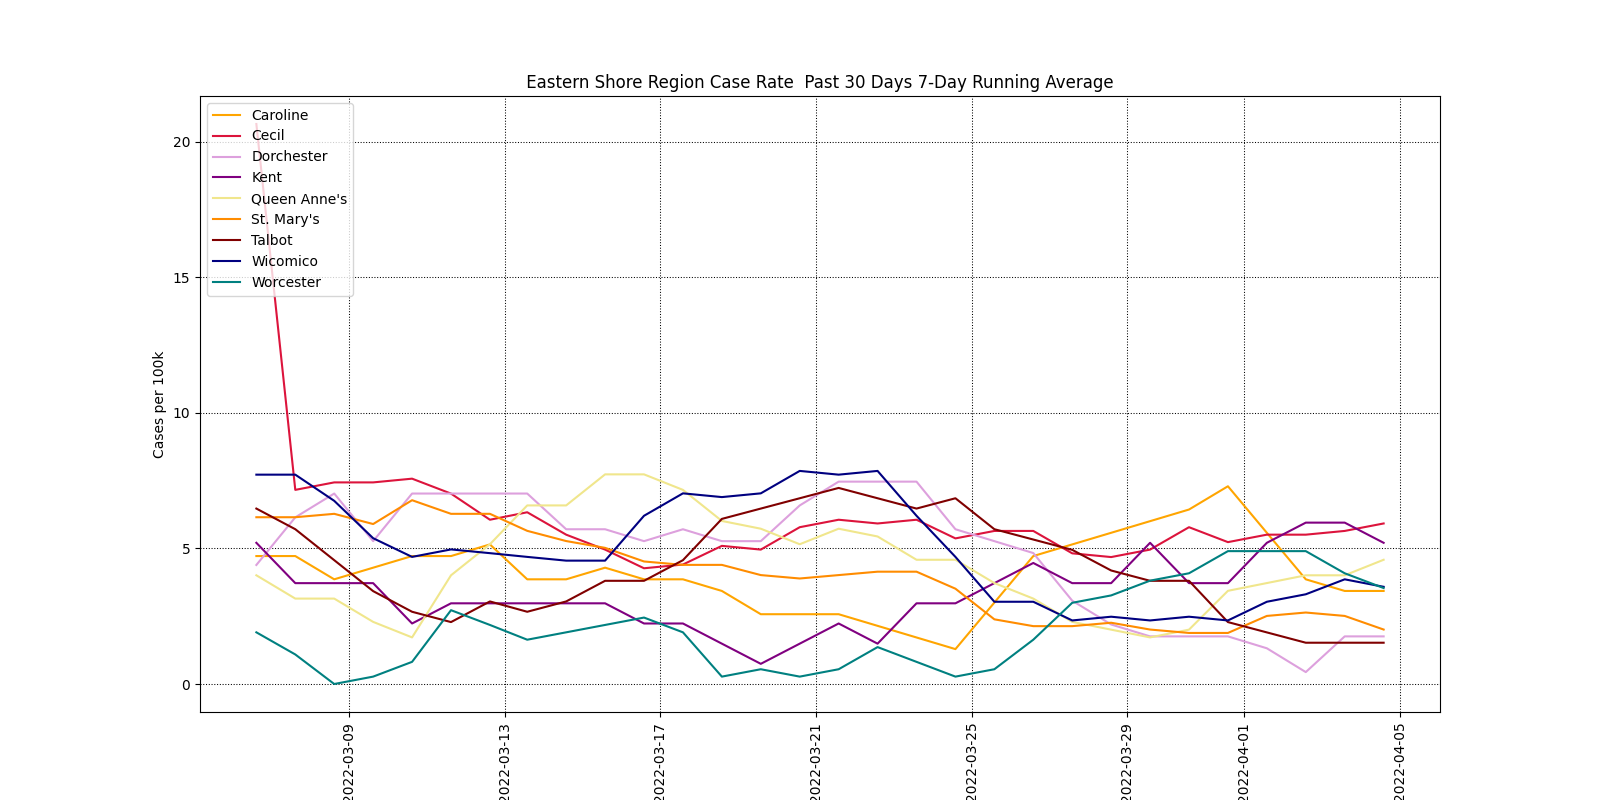 Eastern Shore Region Case Rate  Past 30 Days 7-Day Running Average
Caroline
Cecil
Dorchester
Kent
Queen Anne's
St. Mary's
Talbot
Wicomico
Worcester
Cases per 100k
20
15
10
5
0
2022-03-09
2022-03-13
2022-03-17
2022-03-21
2022-03-25
2022-03-29
2022-04-01
2022-04-05